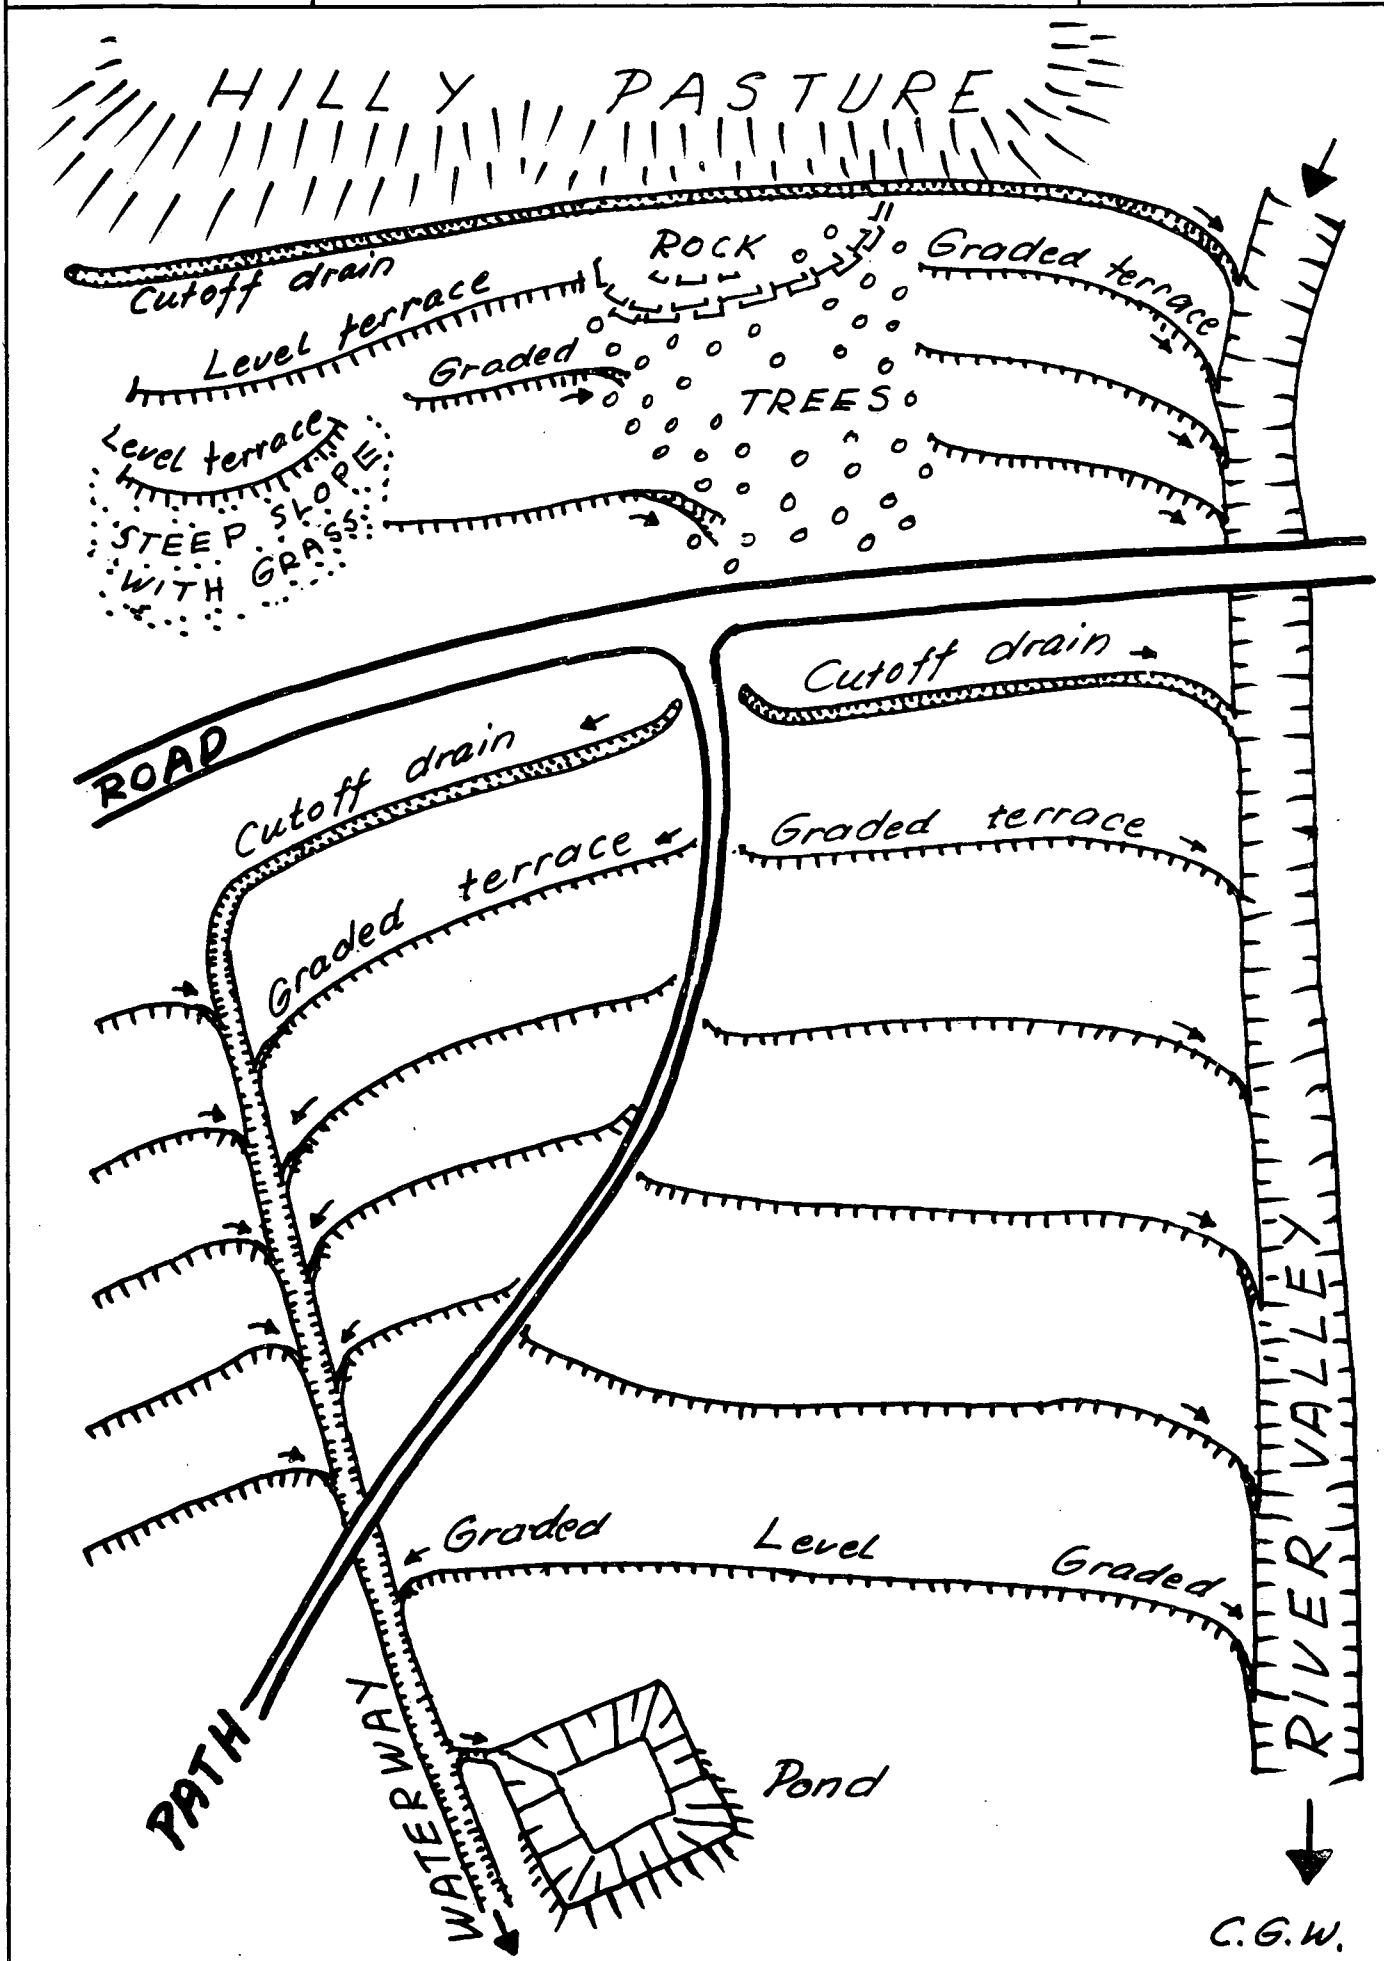 HILLY PASTURE
ROCK
Graded terrace
Cutoff drain
Level terrace
Graded
TREES
Level terrace
STEEP SLOPE
WITH GRASS
Cutoff drain
ROAD
Cutoff drain
Graded terrace
Graded terrace
RIVER VALLEY
Graded Level Graded
PATH
WATERWAY
Pond
C.G.W.